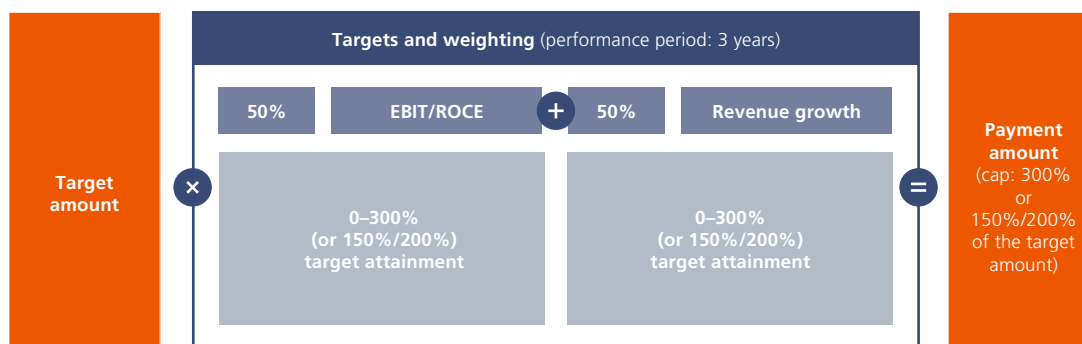 Targets and weighting (performance period: 3 years)
50%
EBIT/ROCE
+
50%
Revenue growth
Target
amount
×
0–300%
(or 150%/200%)
target attainment
0–300%
(or 150%/200%)
target attainment
=
Payment
amount
(cap: 300%
or
150%/200%
of the target
amount)